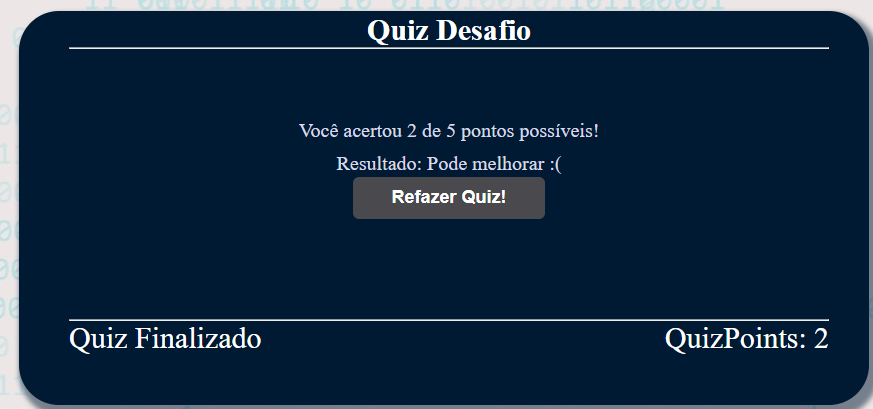 Quiz Desafio
Você acertou 2 de 5 pontos possíveis!
Resultado: Pode melhorar :(
Refazer Quiz!
Quiz Finalizado
QuizPoints: 2